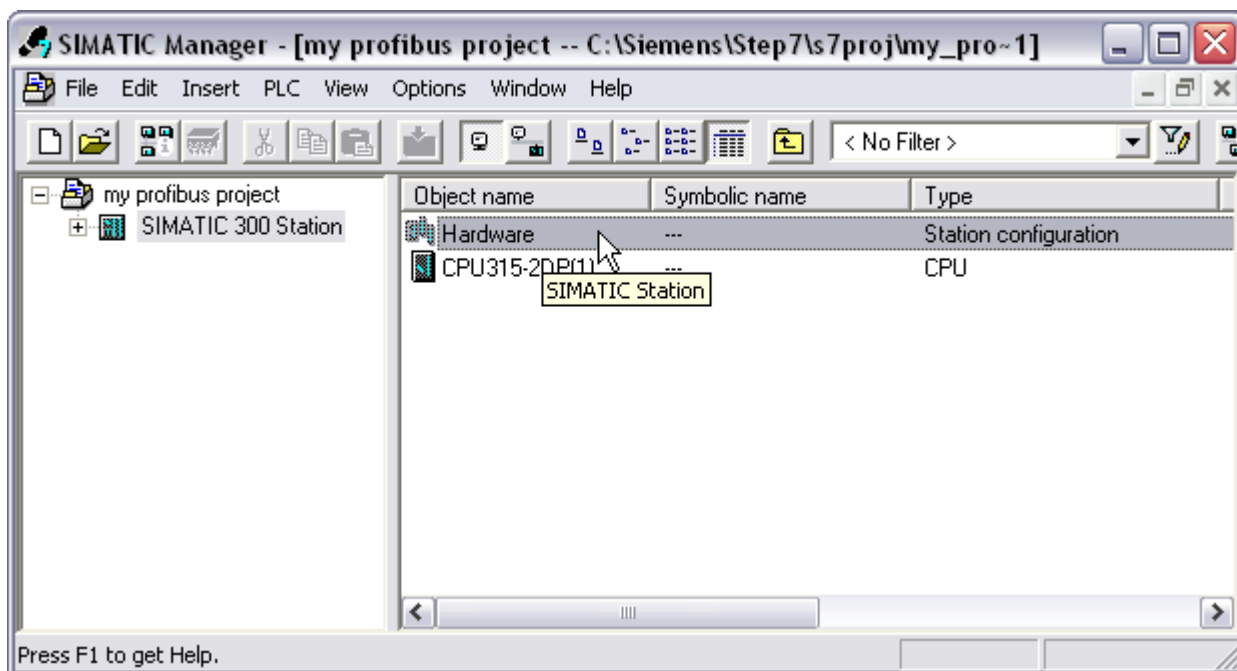 SIMATIC Manager - [my profibus project -- C:\Siemens\Step7\s7proj\my_pro~1]
File Edit Insert PLC View Options Window Help
< No Filter >
my profibus project
SIMATIC 300 Station
Object name Symbolic name Type
Hardware --- Station configuration
CPU315-2DP(1) --- CPU
SIMATIC Station
Press F1 to get Help.